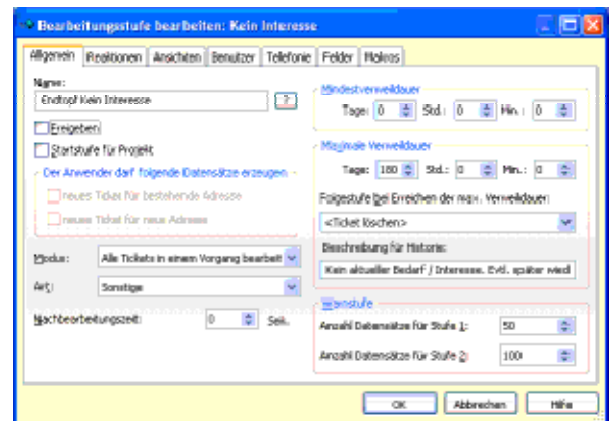 Bearbeitungsstufe bearbeiten: Kein Interesse
Allgemein Reaktionen Ansichten Benutzer Telefonie Felder Makros
Name:
Endtopf Kein Interesse
?
Freigeben
Startstufe für Projekt
Der Anwender darf folgende Datensätze erzeugen
neues Ticket für bestehende Adresse
neues Ticket für neue Adresse
Modus: Alle Tickets in einem Vorgang bearbeit
Art: Sonstige
Nachbearbeitungszeit: 0 Sek.
Mindestverweildauer
Tage: 0 Std.: 0 Min.: 0
Maximale Verweildauer
Tage: 180 Std.: 0 Min.: 0
Folgestufe bei Erreichen der max. Verweildauer:
<Ticket löschen>
Beschreibung für Historie:
Kein aktueller Bedarf / Interesse. Evtl. später wied
Warnstufe
Anzahl Datensätze für Stufe 1: 50
Anzahl Datensätze für Stufe 2: 100
OK Abbrechen Hilfe